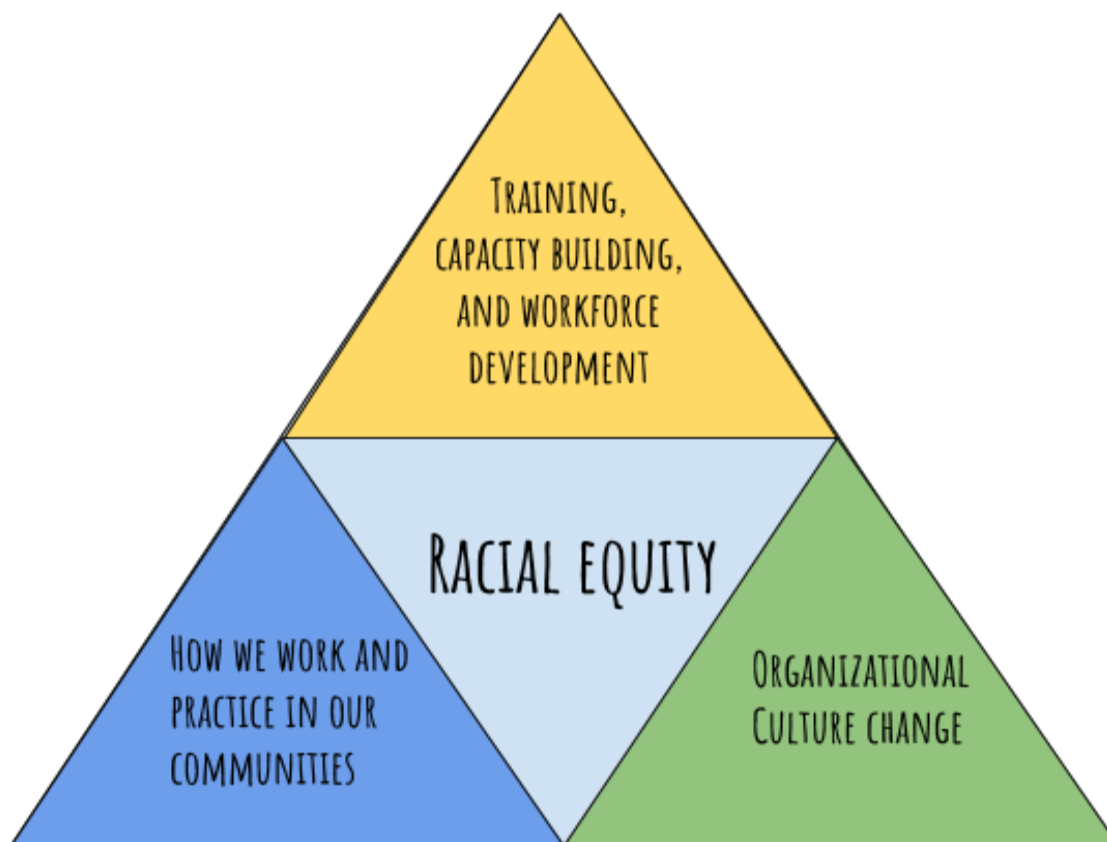 Training,
capacity building,
and workforce
development
Racial equity
How we work and
practice in our
communities
Organizational
Culture change